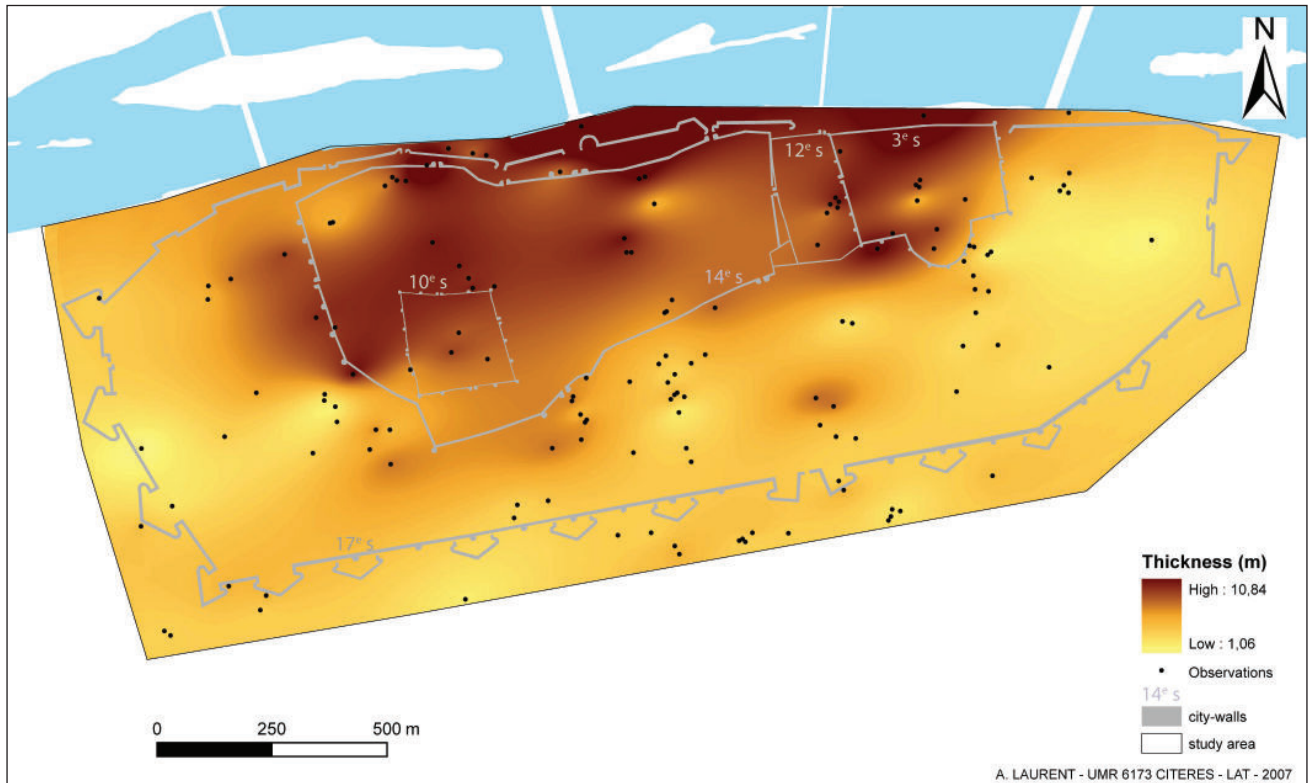 N
12e s
3e s
10e s
14e s
17e s
Thickness (m)
High : 10,84
Low : 1,06
Observations
14e s
city-walls
study area
0 250 500 m
A. LAURENT - UMR 6173 CITERES - LAT - 2007